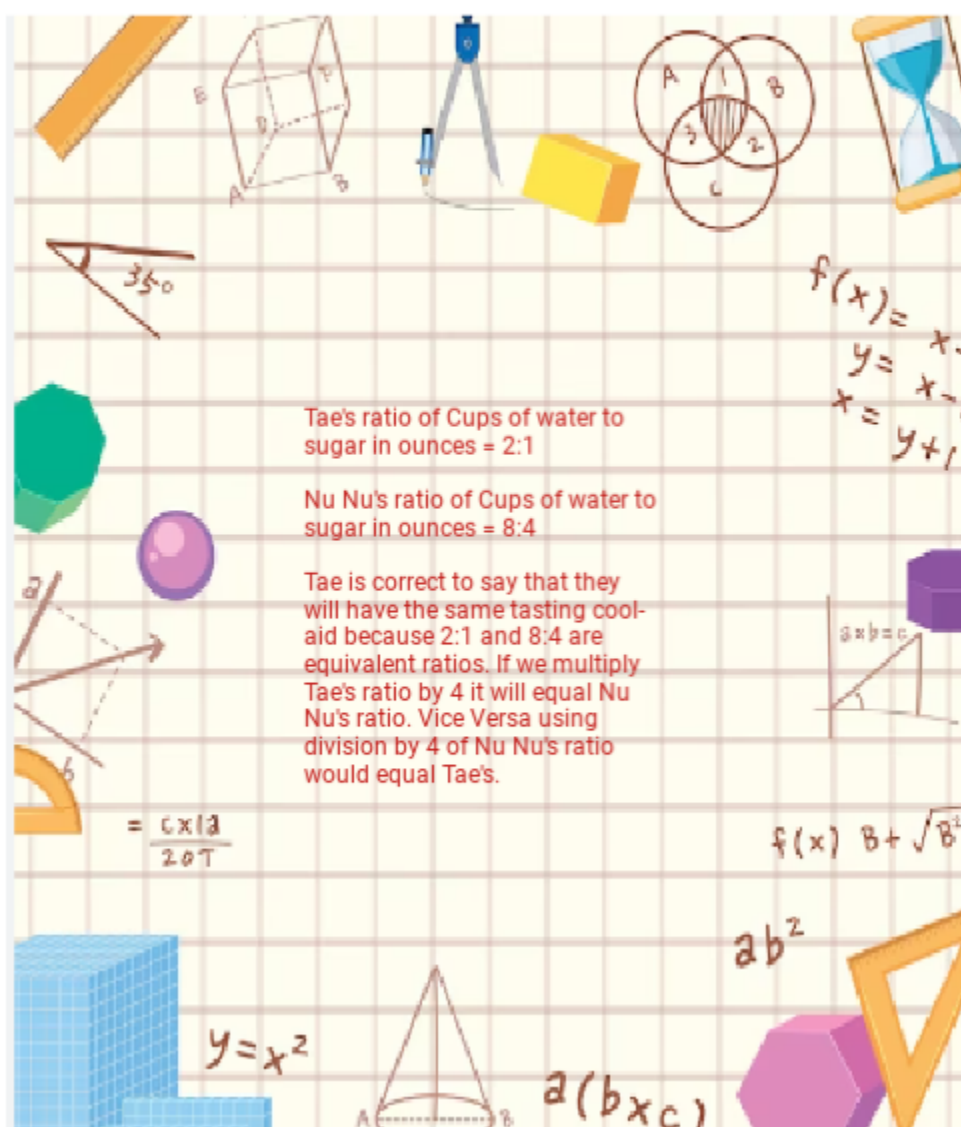 E
F
D
A
B
A
1
B
3
2
C
35°
f(x)=
x-
y=
x-
x =
y+1
Tae's ratio of Cups of water to
sugar in ounces = 2:1
Nu Nu's ratio of Cups of water to
sugar in ounces = 8:4
Tae is correct to say that they
will have the same tasting cool-
aid because 2:1 and 8:4 are
equivalent ratios. If we multiply
Tae's ratio by 4 it will equal Nu
Nu's ratio. Vice Versa using
division by 4 of Nu Nu's ratio
would equal Tae's.
a
b
axb=c
f(x) B+ √B²
ab²
y=x²
A
B
a(bxc)